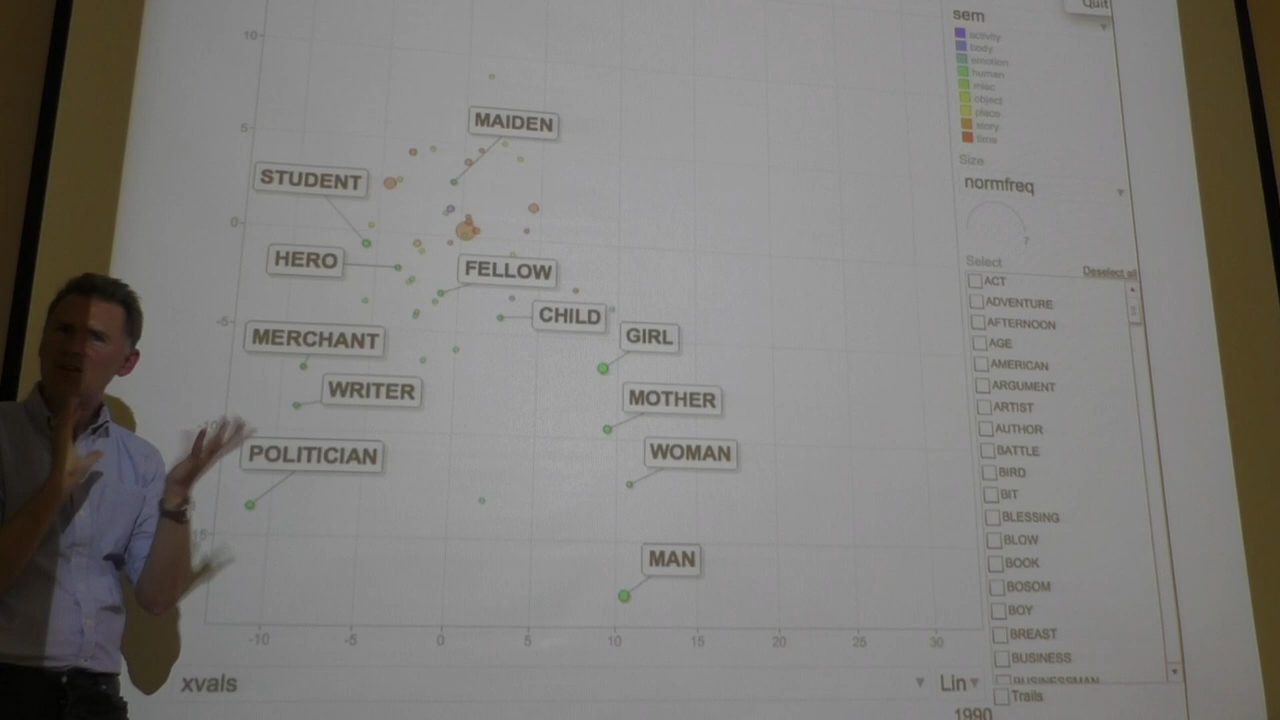 Quit
sem
activity
body
emotion
human
misc
object
place
story
time
Size
normfreq
7
Select
Deselect all
ACT
ADVENTURE
AFTERNOON
AGE
AMERICAN
ARGUMENT
ARTIST
AUTHOR
BATTLE
BIRD
BIT
BLESSING
BLOW
BOOK
BOSOM
BOY
BREAST
BUSINESS
BUSINESSMAN
Trails
10
5
0
-5
-10
15
MAIDEN
STUDENT
HERO
FELLOW
CHILD
MERCHANT
GIRL
WRITER
MOTHER
POLITICIAN
WOMAN
MAN
-10 -5 0 5 10 15 20 25 30
xvals
Lin
1990